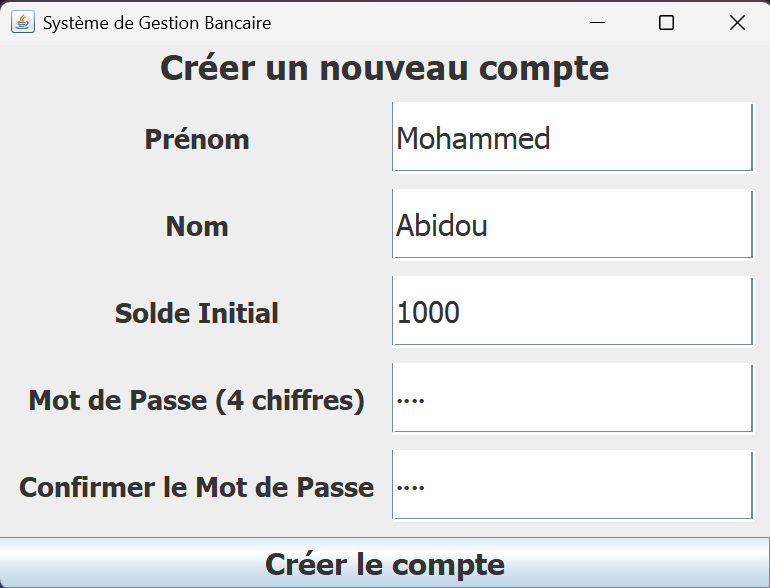 Système de Gestion Bancaire
Créer un nouveau compte
Prénom Mohammed
Nom Abidou
Solde Initial 1000
Mot de Passe (4 chiffres) ••••
Confirmer le Mot de Passe ••••
Créer le compte